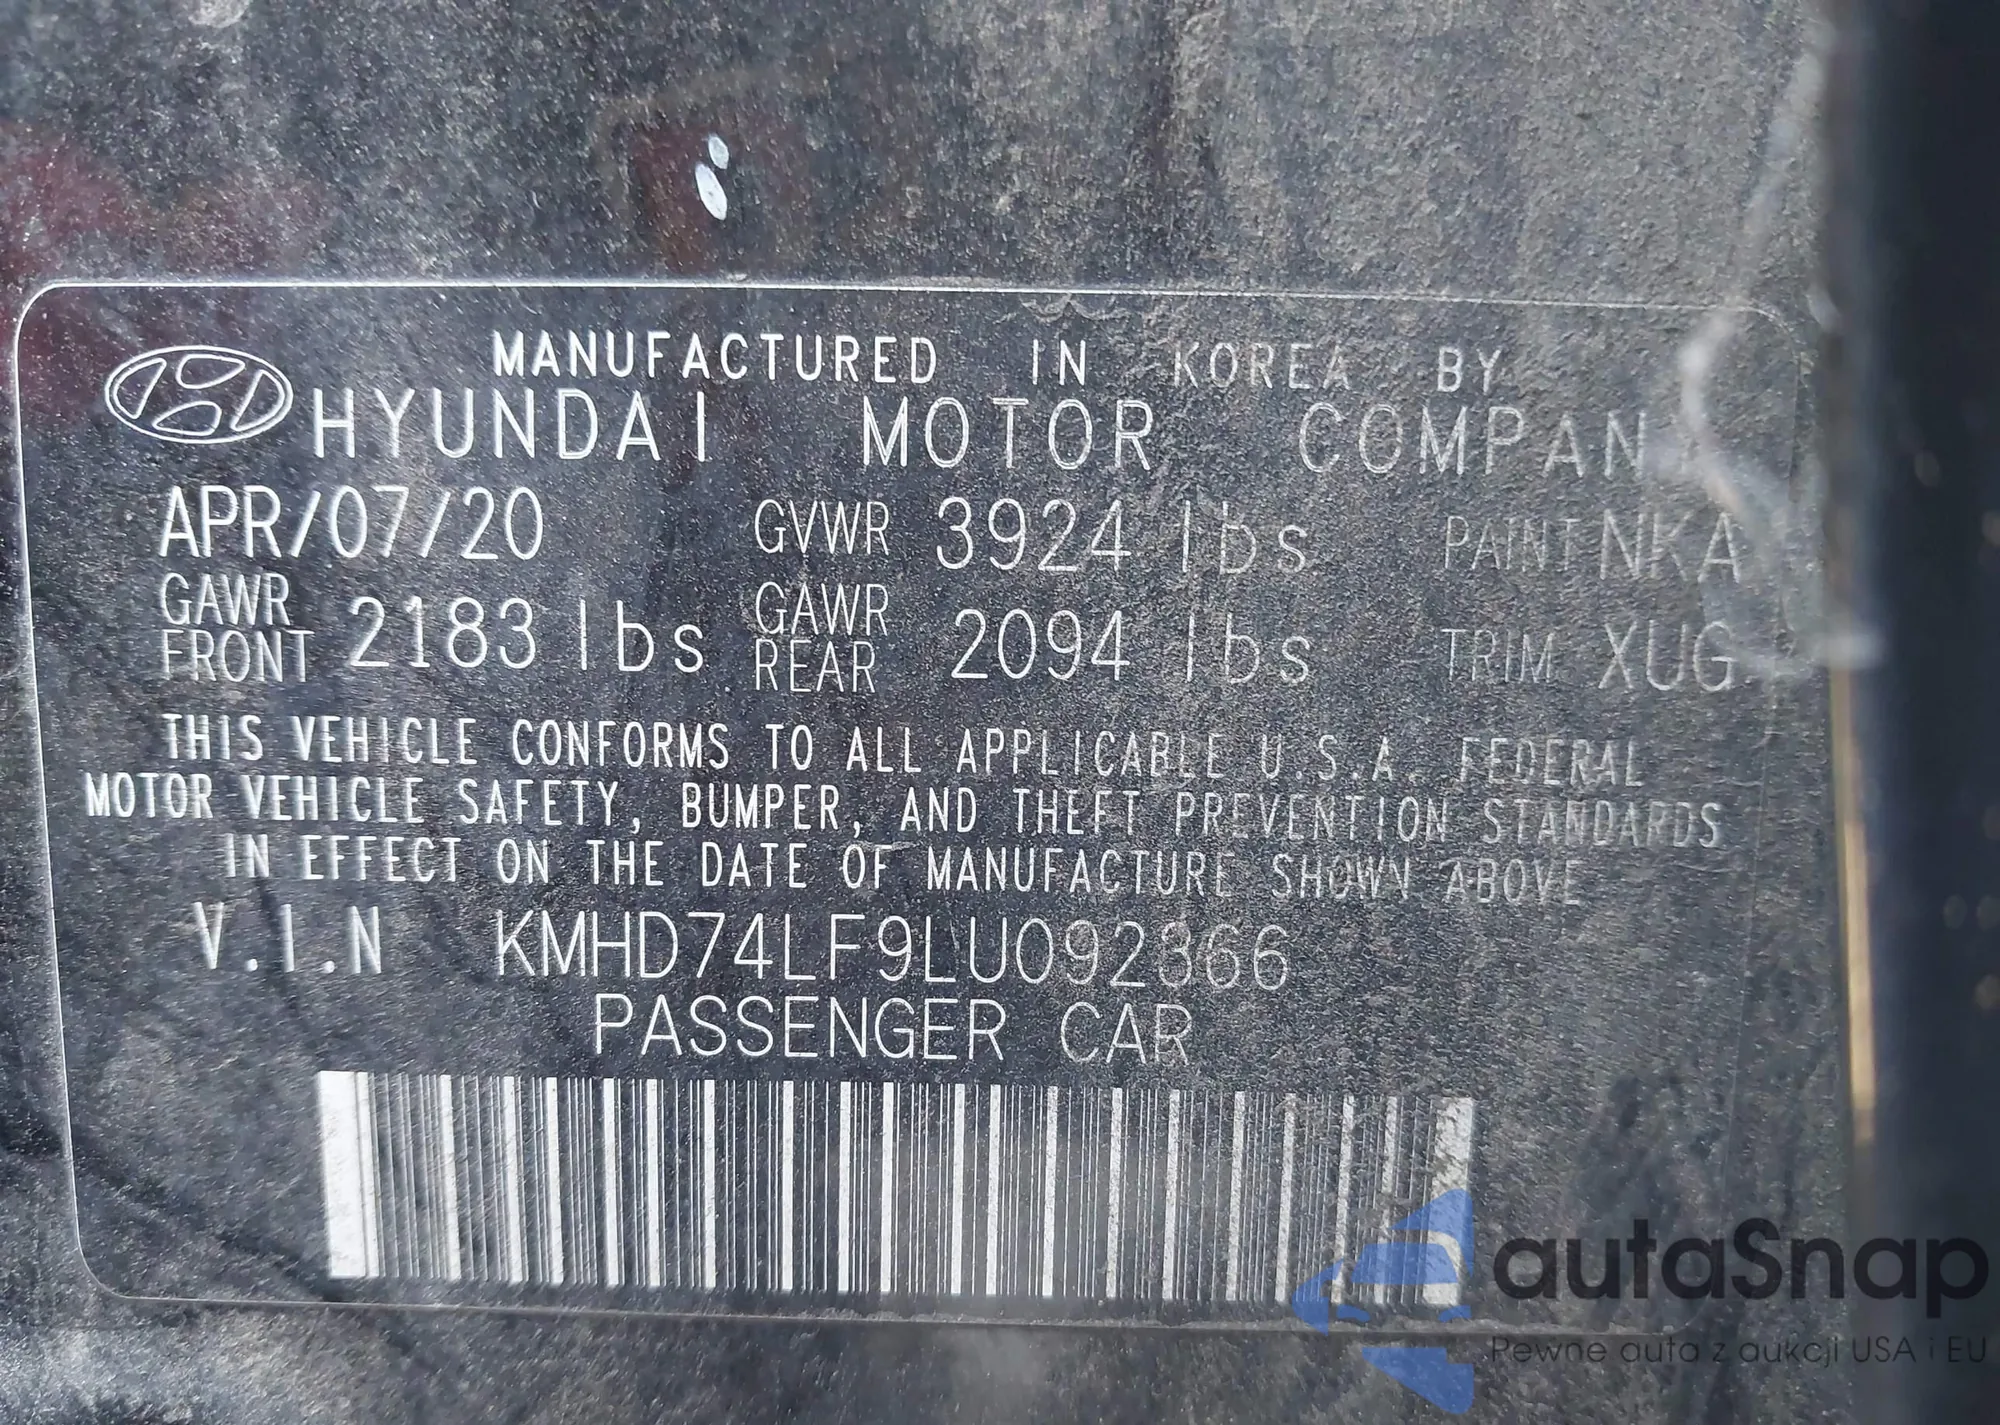 MANUFACTURED IN KOREA BY
HYUNDAI MOTOR COMPANY
APR/07/20 GVWR 3924 lbs PAINT NKA
GAWR FRONT 2183 lbs GAWR REAR 2094 lbs TRIM XUG
THIS VEHICLE CONFORMS TO ALL APPLICABLE U.S.A. FEDERAL
MOTOR VEHICLE SAFETY, BUMPER, AND THEFT PREVENTION STANDARDS
IN EFFECT ON THE DATE OF MANUFACTURE SHOWN ABOVE
V.I.N KMHD74LF9LU092366
PASSENGER CAR
autaSnap
Pewne auta z aukcji USA i EU